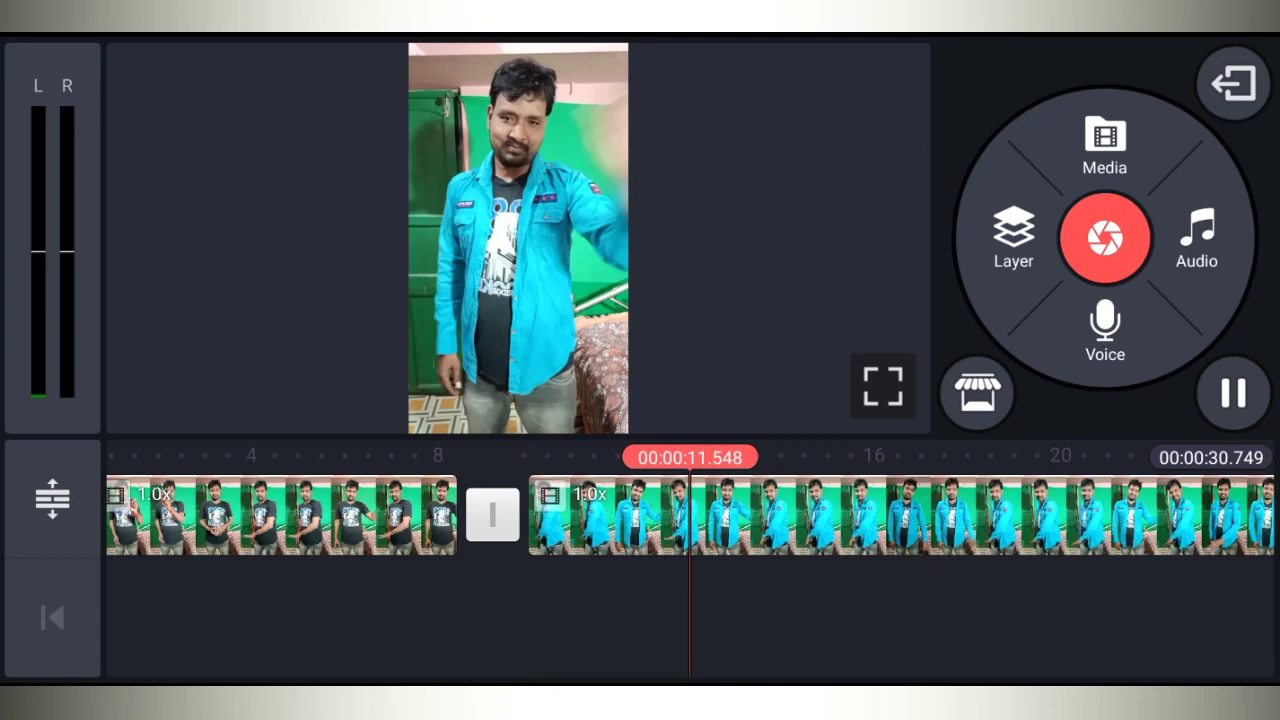 L R
Media
Layer
Audio
Voice
4 8 00:00:11.548 16 20 00:00:30.749
1.0x 1.0x